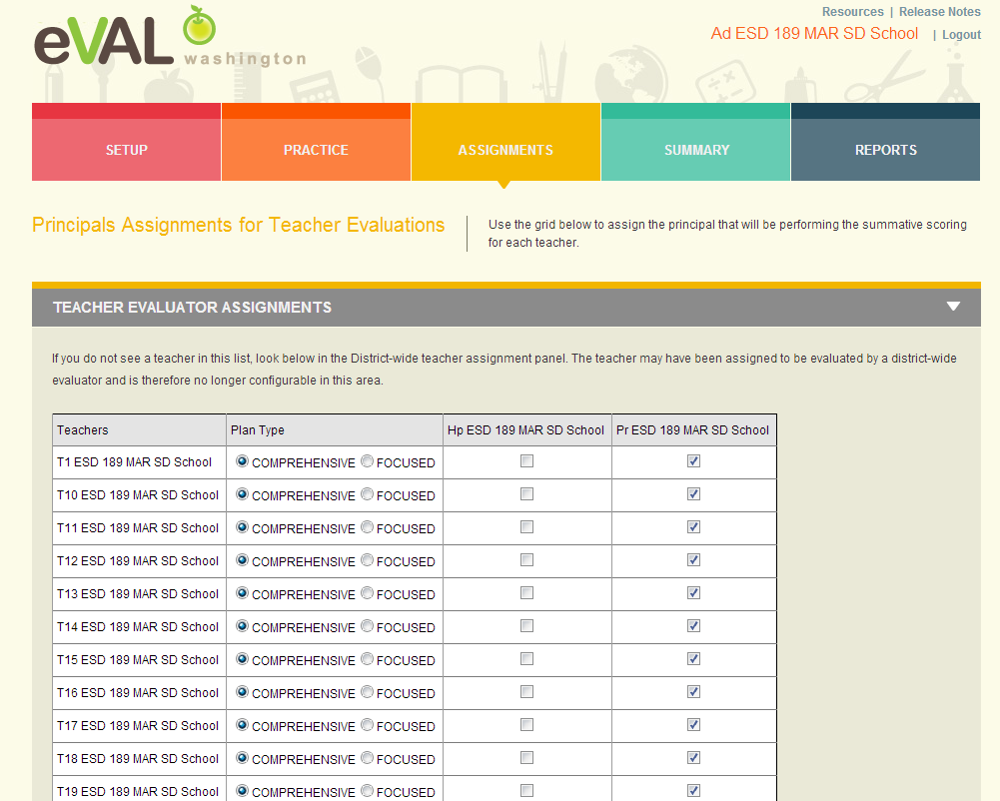 Resources | Release Notes
eVAL washington
Ad ESD 189 MAR SD School | Logout
SETUP PRACTICE ASSIGNMENTS SUMMARY REPORTS
Principals Assignments for Teacher Evaluations
Use the grid below to assign the principal that will be performing the summative scoring
for each teacher.
TEACHER EVALUATOR ASSIGNMENTS
If you do not see a teacher in this list, look below in the District-wide teacher assignment panel. The teacher may have been assigned to be evaluated by a district-wide
evaluator and is therefore no longer configurable in this area.
Teachers Plan Type Hp ESD 189 MAR SD School Pr ESD 189 MAR SD School
T1 ESD 189 MAR SD School COMPREHENSIVE FOCUSED
T10 ESD 189 MAR SD School COMPREHENSIVE FOCUSED
T11 ESD 189 MAR SD School COMPREHENSIVE FOCUSED
T12 ESD 189 MAR SD School COMPREHENSIVE FOCUSED
T13 ESD 189 MAR SD School COMPREHENSIVE FOCUSED
T14 ESD 189 MAR SD School COMPREHENSIVE FOCUSED
T15 ESD 189 MAR SD School COMPREHENSIVE FOCUSED
T16 ESD 189 MAR SD School COMPREHENSIVE FOCUSED
T17 ESD 189 MAR SD School COMPREHENSIVE FOCUSED
T18 ESD 189 MAR SD School COMPREHENSIVE FOCUSED
T19 ESD 189 MAR SD School COMPREHENSIVE FOCUSED